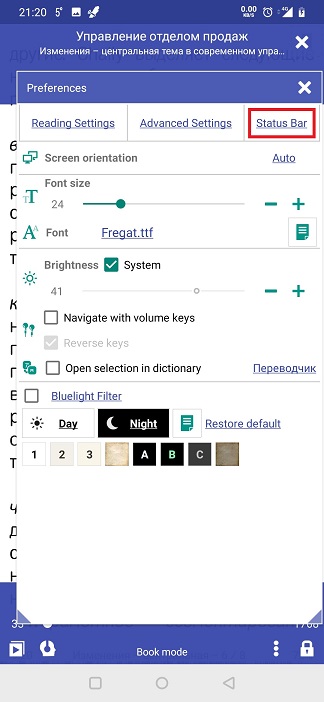 21:20 5° 0,00 KB/S 4G
Управление отделом продаж
Изменения – центральная тема в современном упра...
Preferences
Reading Settings Advanced Settings Status Bar
Screen orientation Auto
Font size
24
Font Fregat.ttf
Brightness System
41
Navigate with volume keys
Reverse keys
Open selection in dictionary Переводчик
Bluelight Filter
Day Night Restore default
1 2 3 A B C
Book mode